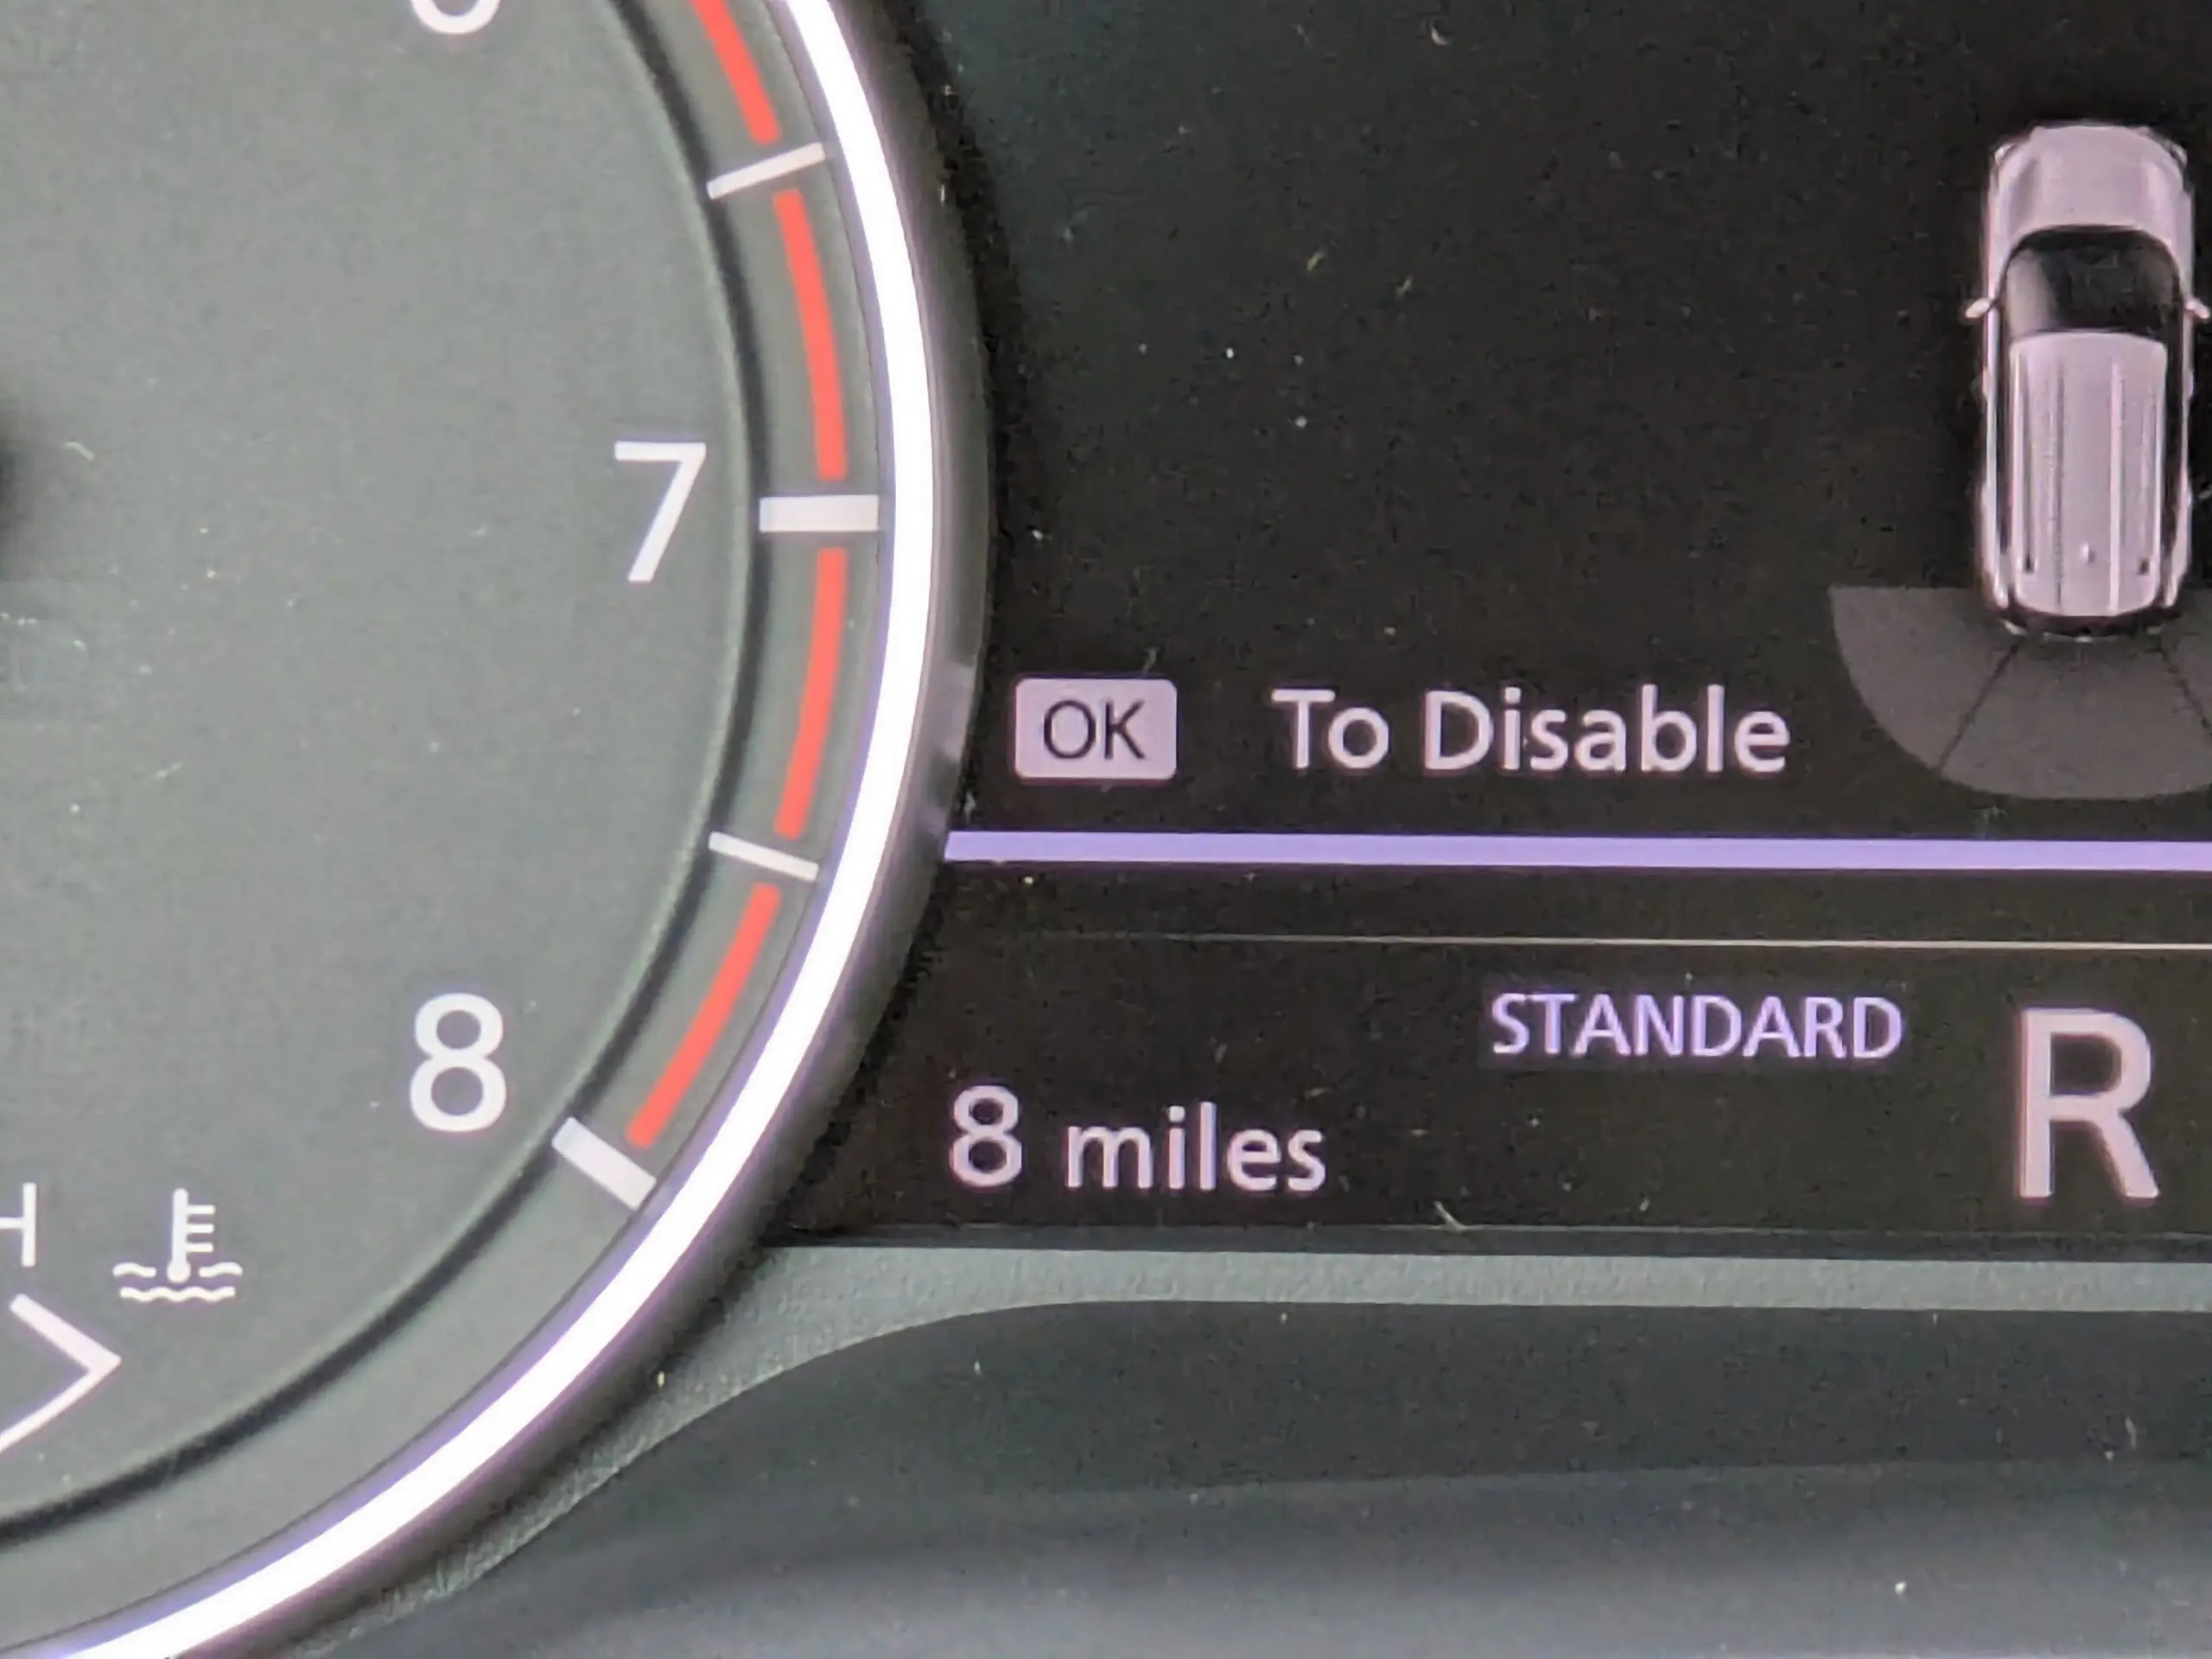 7
OK To Disable
STANDARD R
8
8 miles
H